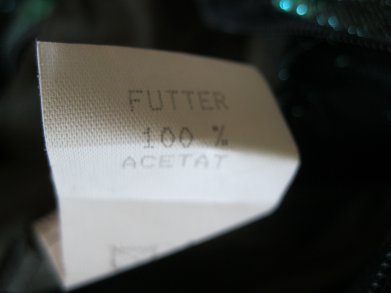 FUTTER
100 %
ACETAT